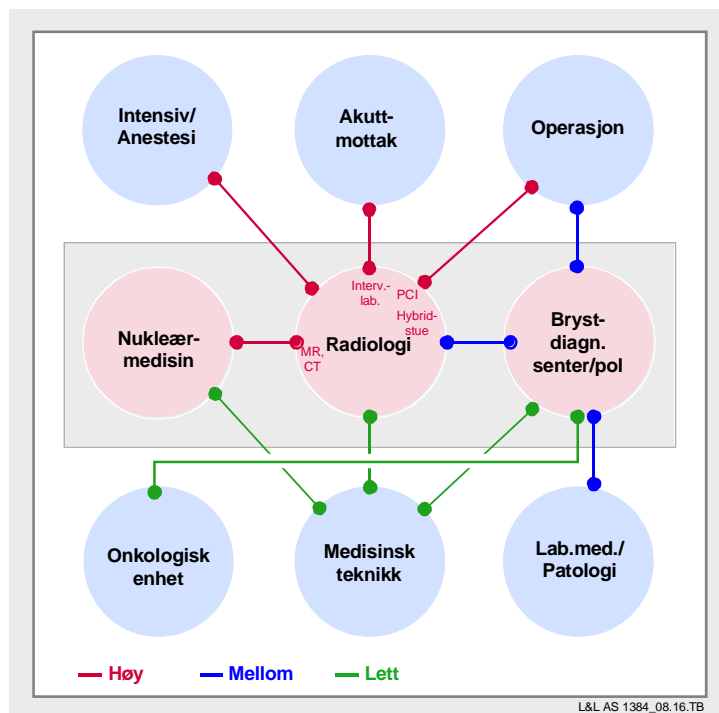 Intensiv/
Anestesi
Akutt-
mottak
Operasjon
Nukleær-
medisin
Interv.-
lab.
PCI
Hybrid-
stue
MR,
CT
Radiologi
Bryst-
diagn.
senter/pol
Onkologisk
enhet
Medisinsk
teknikk
Lab.med./
Patologi
Høy
Mellom
Lett
L&L AS 1384_08.16.TB